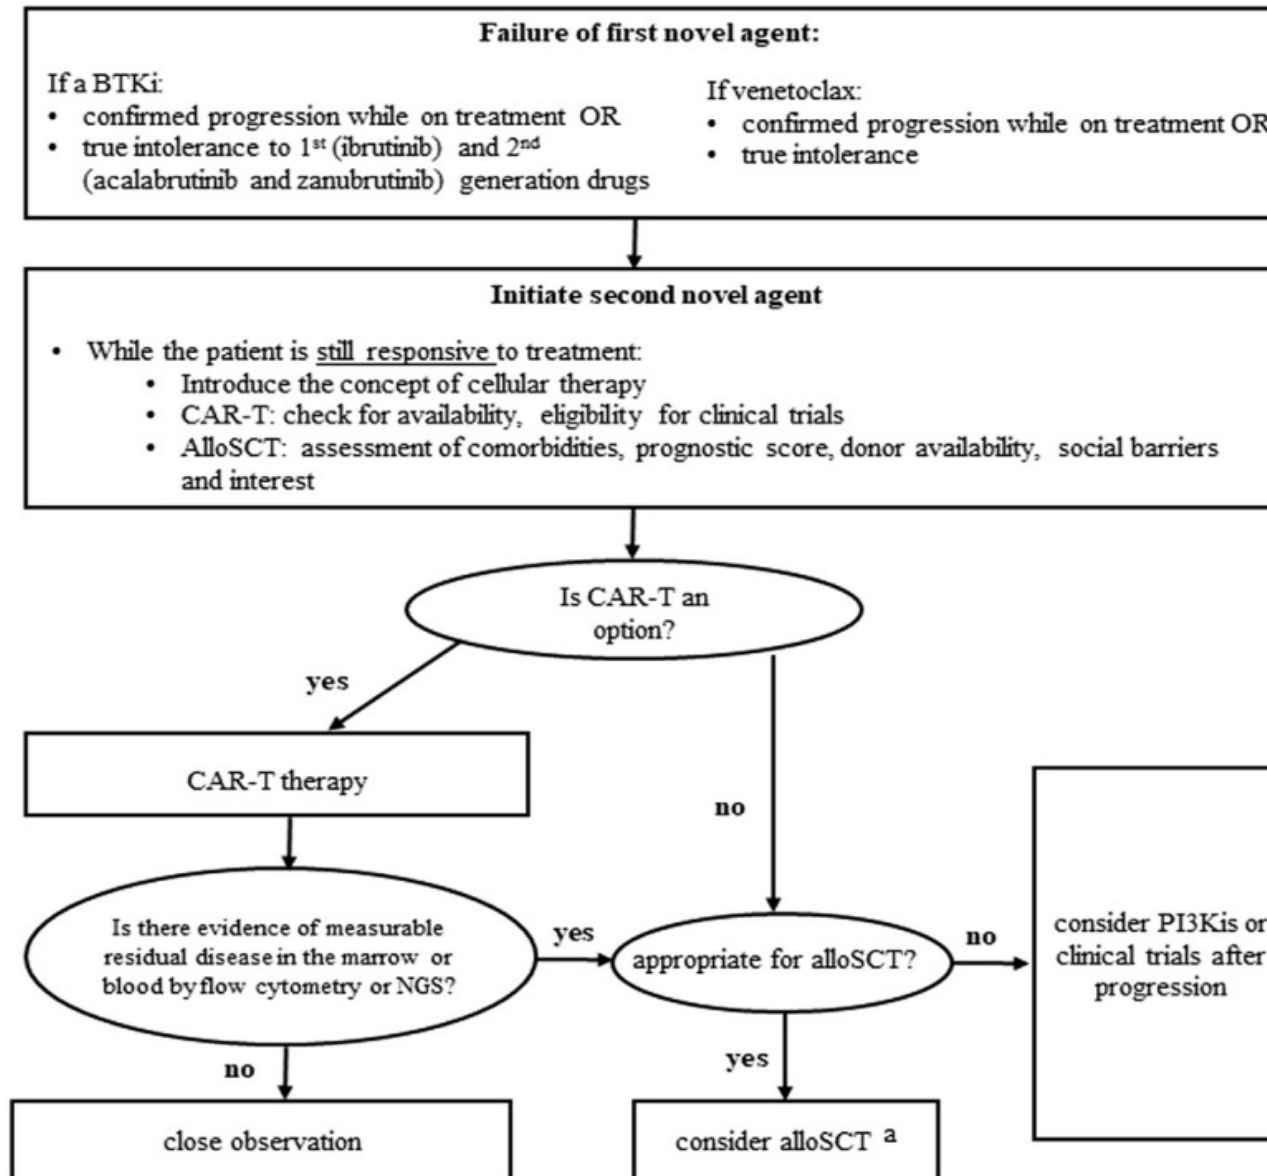 Failure of first novel agent:
If a BTKi:
• confirmed progression while on treatment OR
• true intolerance to 1st (ibrutinib) and 2nd
(acalabrutinib and zanubrutinib) generation drugs
If venetoclax:
• confirmed progression while on treatment OR
• true intolerance
Initiate second novel agent
• While the patient is still responsive to treatment:
• Introduce the concept of cellular therapy
• CAR-T: check for availability, eligibility for clinical trials
• AlloSCT: assessment of comorbidities, prognostic score, donor availability, social barriers
and interest
Is CAR-T an
option?
yes
no
CAR-T therapy
Is there evidence of measurable
residual disease in the marrow or
blood by flow cytometry or NGS?
yes
appropriate for alloSCT?
no
consider PI3Kis or
clinical trials after
progression
no
yes
close observation
consider alloSCT a